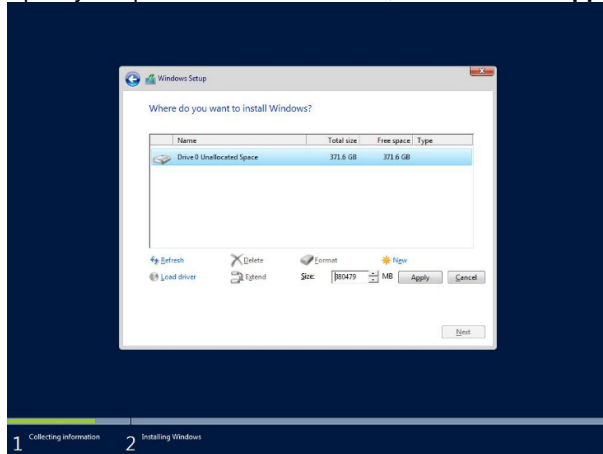 Windows Setup
Where do you want to install Windows?
Name Total size Free space Type
Drive 0 Unallocated Space 371.6 GB 371.6 GB
Refresh Delete Format New
Load driver Extend Size: 380479 MB Apply Cancel
Next
1 Collecting information 2 Installing Windows